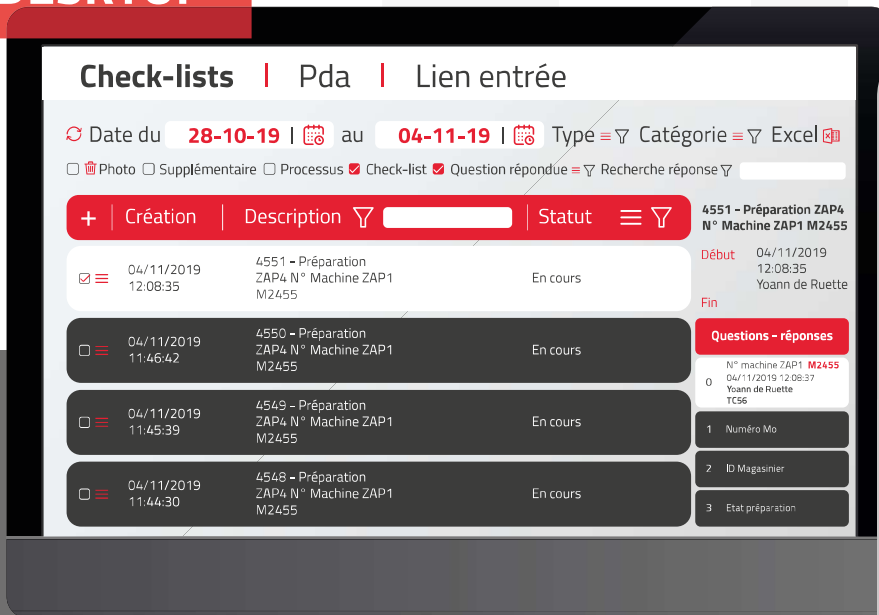 DESKTOP
Check-lists | Pda | Lien entrée
Date du 28-10-19 | au 04-11-19 | Type Catégorie Excel
Photo Supplémentaire Processus Check-list Question répondue Recherche réponse
+ Création Description Statut
04/11/2019
12:08:35
4551 - Préparation
ZAP4 N° Machine ZAP1
M2455
En cours
04/11/2019
11:46:42
4550 - Préparation
ZAP4 N° Machine ZAP1
M2455
En cours
04/11/2019
11:45:39
4549 - Préparation
ZAP4 N° Machine ZAP1
M2455
En cours
04/11/2019
11:44:30
4548 - Préparation
ZAP4 N° Machine ZAP1
M2455
En cours
4551 - Préparation ZAP4
N° Machine ZAP1 M2455
Début 04/11/2019
12:08:35
Yoann de Ruette
Fin
Questions - réponses
0
N° machine ZAP1 M2455
04/11/2019 12:08:37
Yoann de Ruette
TC56
1 Numéro Mo
2 ID Magasinier
3 Etat préparation